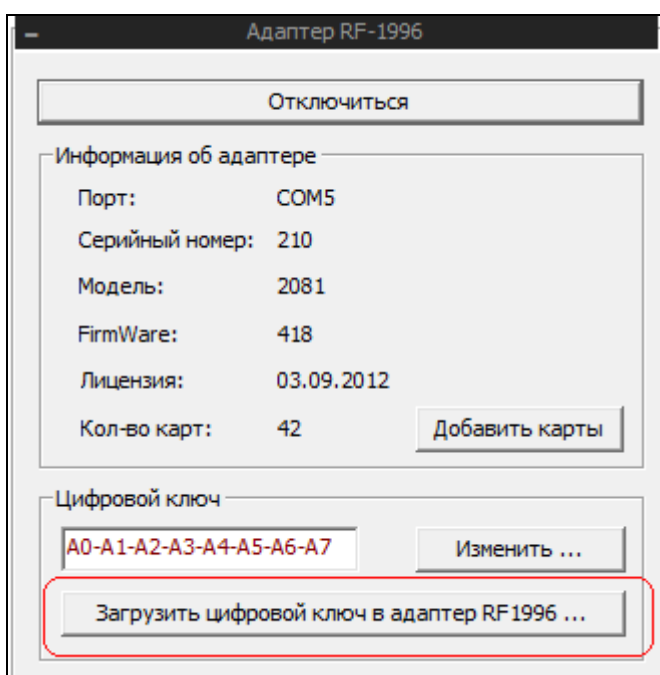 Адаптер RF-1996
Отключиться
Информация об адаптере
Порт: COM5
Серийный номер: 210
Модель: 2081
FirmWare: 418
Лицензия: 03.09.2012
Кол-во карт: 42 Добавить карты
Цифровой ключ
A0-A1-A2-A3-A4-A5-A6-A7 Изменить ...
Загрузить цифровой ключ в адаптер RF1996 ...